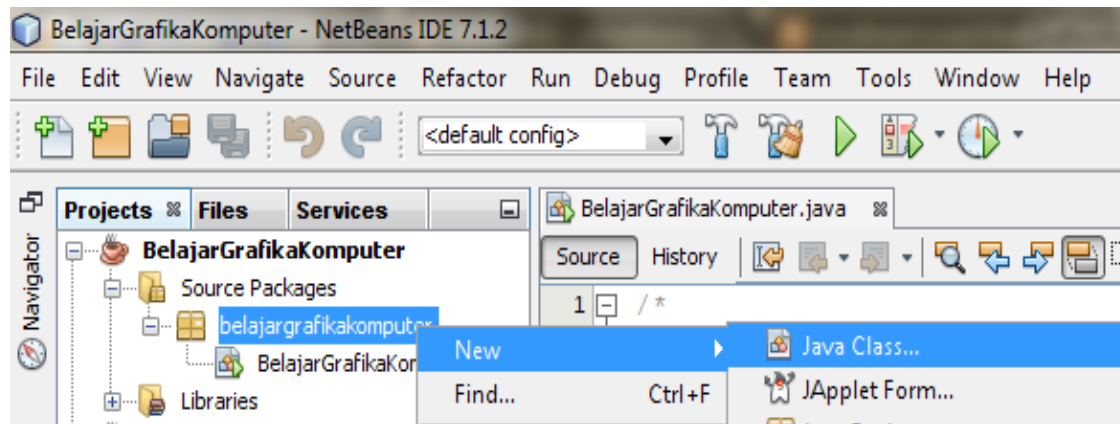 BelajarGrafikaKomputer - NetBeans IDE 7.1.2
File Edit View Navigate Source Refactor Run Debug Profile Team Tools Window Help
<default config>
Projects Files Services
BelajarGrafikaKomputer.java
Navigator
BelajarGrafikaKomputer
Source History
Source Packages
1 /*
belajargrafikakomputer
New
Java Class...
BelajarGrafikaKor
Find... Ctrl+F
JApplet Form...
Libraries